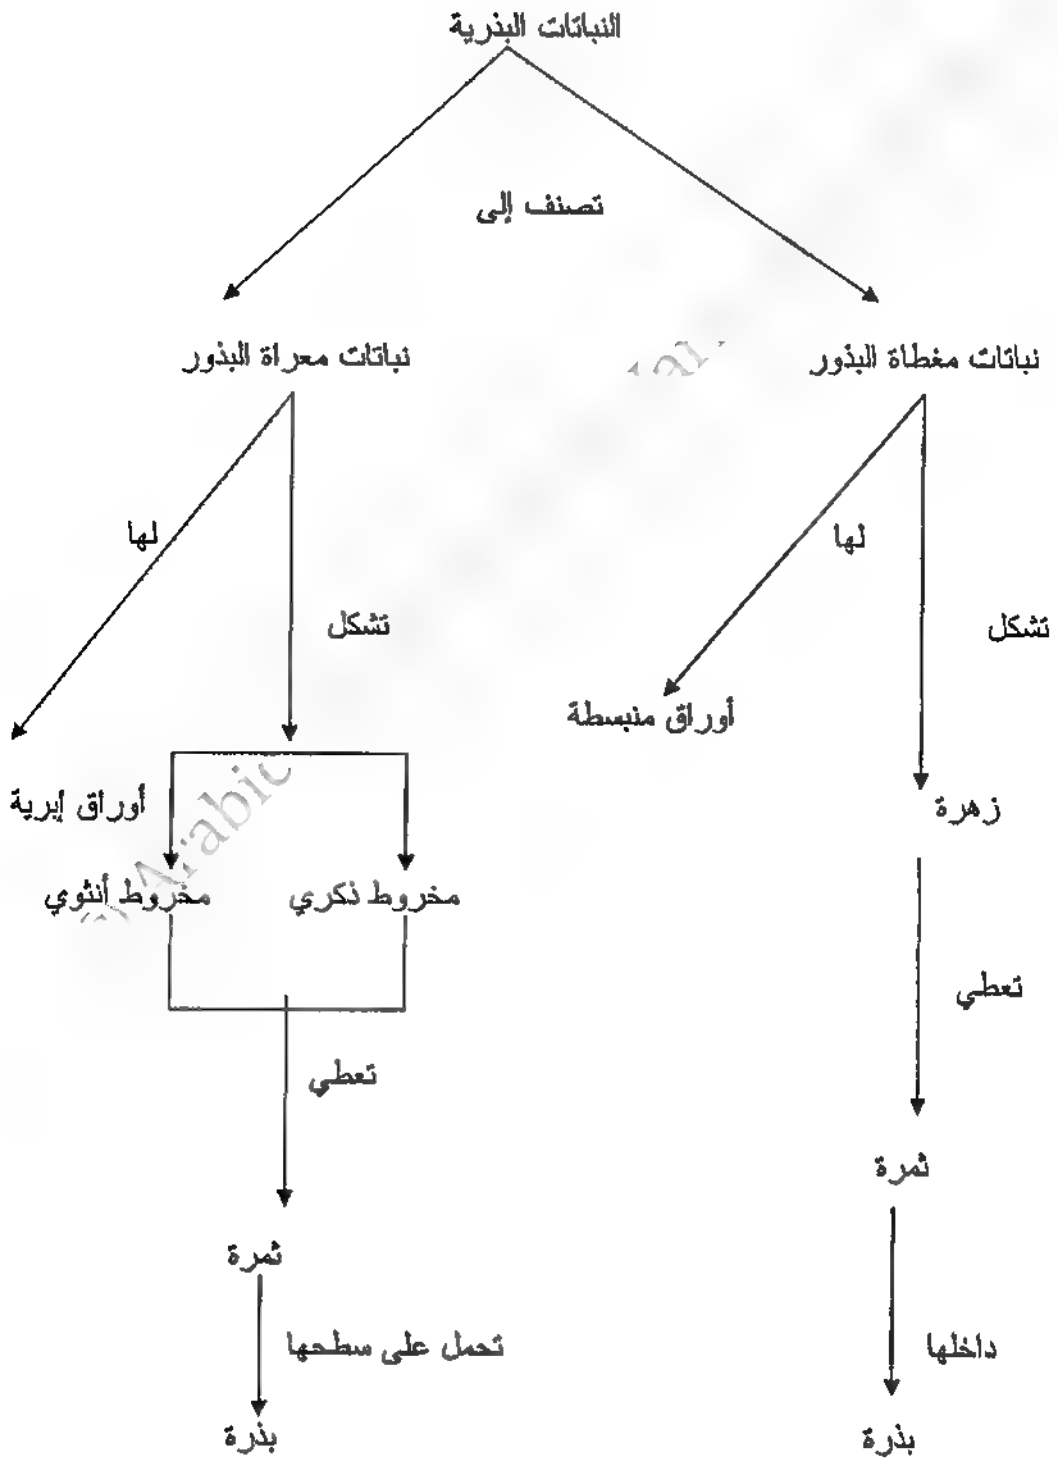 النباتات البذرية
تصنف إلى
نباتات مغطاة البذور
نباتات معراة البذور
لها
تشكل
أوراق منبسطة
زهرة
تعطي
ثمرة
داخلها
بذرة
لها
تشكل
أوراق إبرية
مخروط ذكري
مخروط أنثوي
تعطي
ثمرة
تحمل على سطحها
بذرة
Arabic